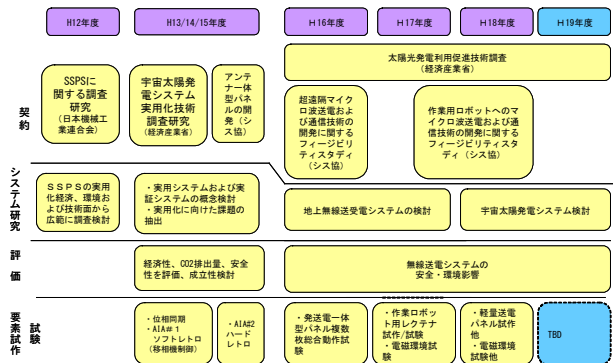 H12年度
H13/14/15年度
H16年度
H17年度
H18年度
H19年度
契約
SSPSに
関する調査
研究
(日本機械工
業連合会)
宇宙太陽発
電システム
実用化技術
調査研究
(経済産業省)
アンテ
ナー体
型パネ
ルの開
発(シ
ス協)
太陽光発電利用促進技術調査
(経済産業省)
超遠隔マイク
ロ波送電およ
び通信技術の
開発に関する
フィージビリ
ティスタディ
(シス協)
作業用ロボットへのマ
イクロ波送電および通
信技術の開発に関する
フィージビリティスタ
ディ(シス協)
システム研究
SSPSの実用
化経済、環境お
よび技術面から
広範に調査検討
・実用システムおよび実
証システムの概念検討
・実用化に向けた課題の
抽出
地上無線送受電システムの検討
宇宙太陽発電システム検討
評価
経済性、CO2排出量、安全
性を評価、成立性検討
無線送電システムの
安全・環境影響
要素試作
試験
・位相同期
・AIA#1
ソフトレトロ
(移相機制御)
・AIA#2
ハード
レトロ
・発送電一体
型パネル複数
枚総合動作試
験
・作業ロボッ
ト用レクテナ
試作/試験
・電磁環境試
験
・軽量送電
パネル試作
他
・電磁環境
試験他
TBD